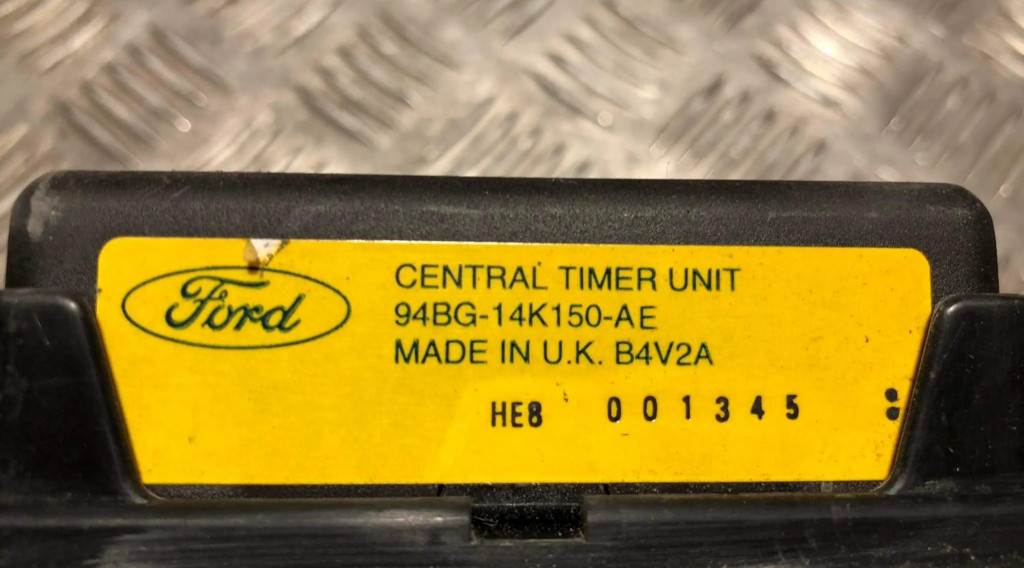 Ford
CENTRAL TIMER UNIT
94BG-14K150-AE
MADE IN U.K. B4V2A
HE8 001345